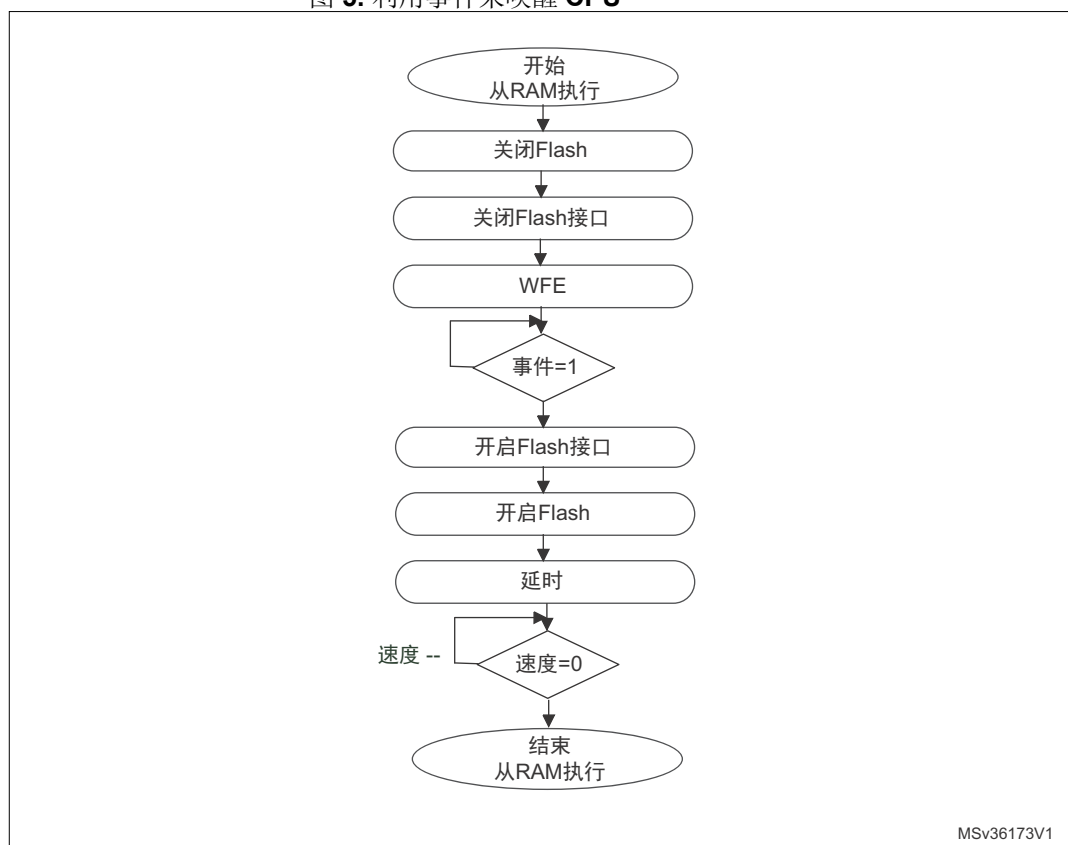 开始
从RAM执行
关闭Flash
关闭Flash接口
WFE
事件=1
开启Flash接口
开启Flash
延时
速度 --
速度=0
结束
从RAM执行
MSv36173V1